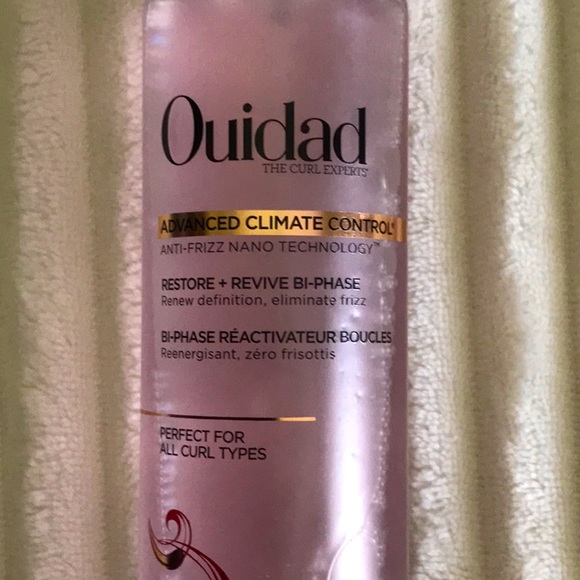 Ouidad
THE CURL EXPERTS®
ADVANCED CLIMATE CONTROL®
ANTI-FRIZZ NANO TECHNOLOGY™
RESTORE + REVIVE BI-PHASE
Renew definition, eliminate frizz
BI-PHASE RÉACTIVATEUR BOUCLES
Reenergisant, zéro frisottis
PERFECT FOR
ALL CURL TYPES